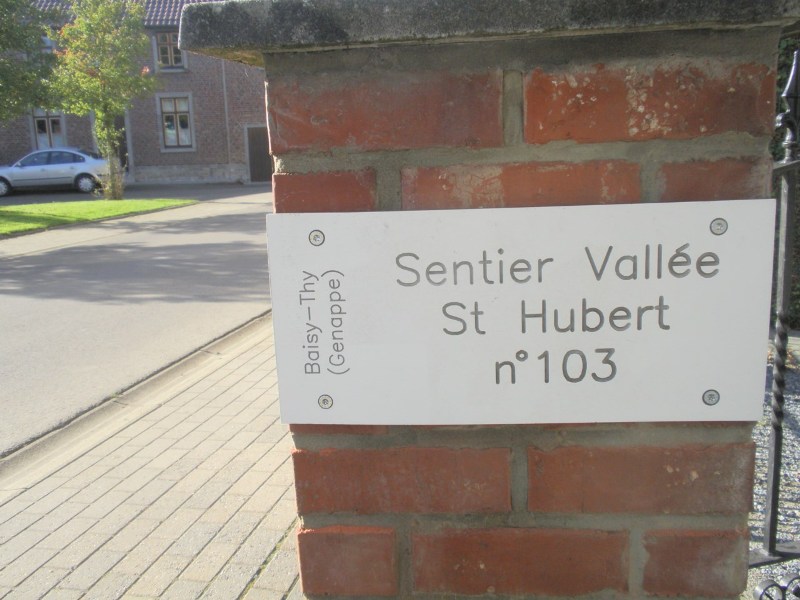 Baisy-Thy
(Genappe)
Sentier Vallée
St Hubert
n°103